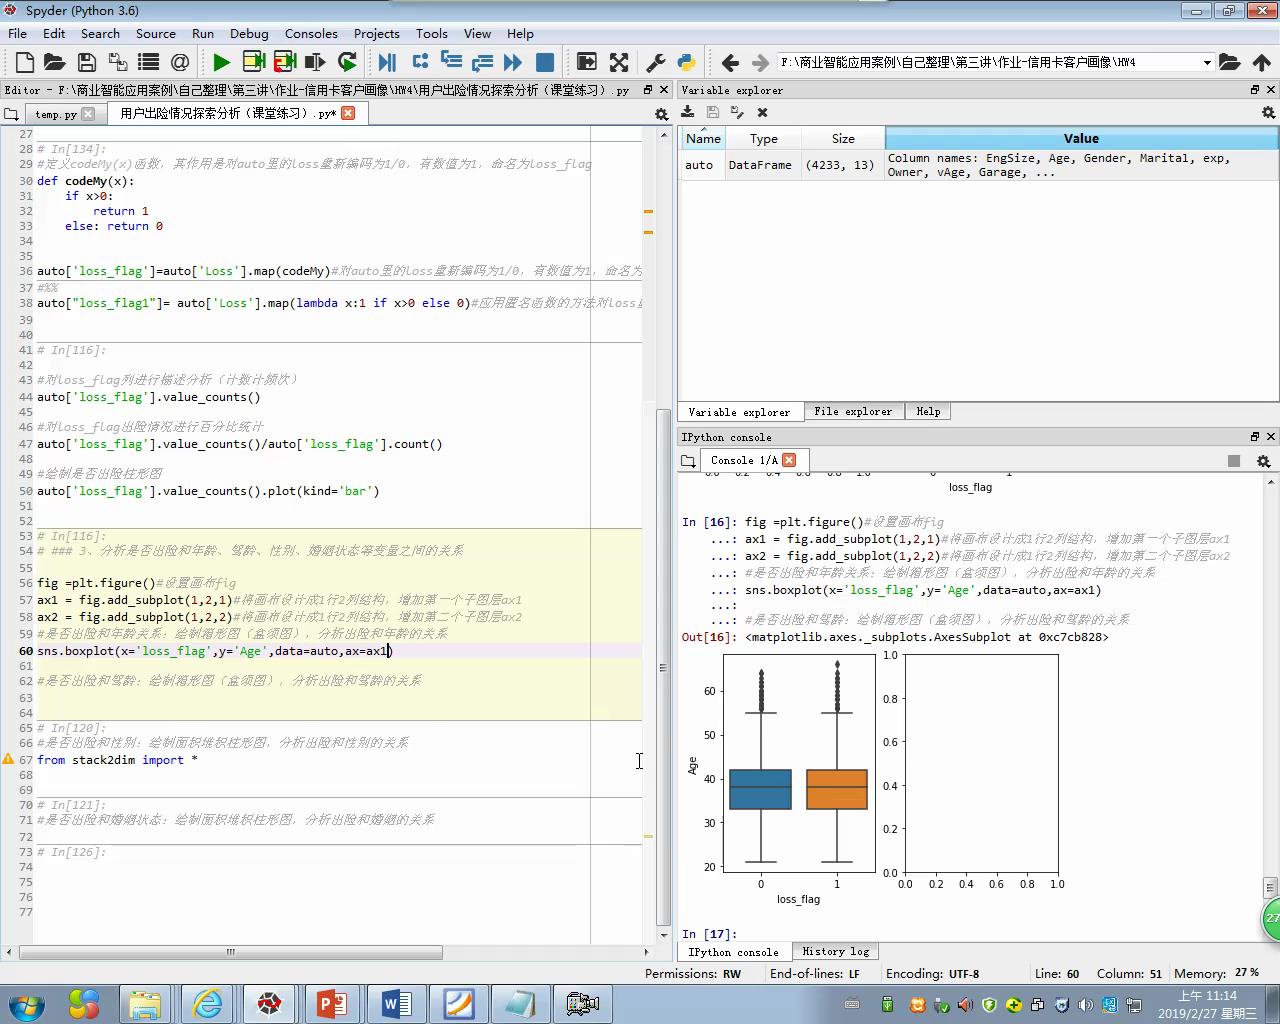 Spyder (Python 3.6)
File Edit Search Source Run Debug Consoles Projects Tools View Help
F:\商业智能应用案例\自己整理\第三讲\作业-信用卡客户画像\HW4
Editor - F:\商业智能应用案例\自己整理\第三讲\作业-信用卡客户画像\HW4\用户出险情况探索分析（课堂练习）.py
temp.py 用户出险情况探索分析（课堂练习）.py*
27
28 # In[134]:
29 #定义codeMy(x)函数，其作用是对auto里的loss重新编码为1/0，有数值为1，命名为loss_flag
30 def codeMy(x):
31 if x>0:
32 return 1
33 else: return 0
34
35
36 auto['loss_flag']=auto['Loss'].map(codeMy)#对auto里的loss重新编码为1/0，有数值为1，命名为
37 #%%
38 auto["loss_flag1"]= auto['Loss'].map(lambda x:1 if x>0 else 0)#应用匿名函数的方法对loss
39
40
41 # In[116]:
42
43 #对loss_flag列进行描述分析（计数计频次）
44 auto['loss_flag'].value_counts()
45
46 #对loss_flag出险情况进行百分比统计
47 auto['loss_flag'].value_counts()/auto['loss_flag'].count()
48
49 #绘制是否出险柱形图
50 auto['loss_flag'].value_counts().plot(kind='bar')
51
52
53 # In[116]:
54 # ### 3、分析是否出险和年龄、驾龄、性别、婚姻状态等变量之间的关系
55
56 fig =plt.figure()#设置画布fig
57 ax1 = fig.add_subplot(1,2,1)#将画布设计成1行2列结构，增加第一个子图层ax1
58 ax2 = fig.add_subplot(1,2,2)#将画布设计成1行2列结构，增加第二个子图层ax2
59 #是否出险和年龄关系：绘制箱形图（盒须图），分析出险和年龄的关系
60 sns.boxplot(x='loss_flag',y='Age',data=auto,ax=ax1)
61
62 #是否出险和驾龄：绘制箱形图（盒须图），分析出险和驾龄的关系
63
64
65 # In[120]:
66 #是否出险和性别：绘制面积堆积柱形图，分析出险和性别的关系
67 from stack2dim import *
68
69
70 # In[121]:
71 #是否出险和婚姻状态：绘制面积堆积柱形图，分析出险和婚姻的关系
72
73 # In[126]:
74
75
76
77
Variable explorer
Name Type Size Value
auto DataFrame (4233, 13) Column names: EngSize, Age, Gender, Marital, exp,
Owner, vAge, Garage, ...
Variable explorer File explorer Help
IPython console
Console 1/A
0.0 0.2 0.4 0.6 0.8 1.0 0 1
loss_flag
In [16]: fig =plt.figure()#设置画布fig
...: ax1 = fig.add_subplot(1,2,1)#将画布设计成1行2列结构，增加第一个子图层ax1
...: ax2 = fig.add_subplot(1,2,2)#将画布设计成1行2列结构，增加第二个子图层ax2
...: #是否出险和年龄关系：绘制箱形图（盒须图），分析出险和年龄的关系
...: sns.boxplot(x='loss_flag',y='Age',data=auto,ax=ax1)
...:
...: #是否出险和驾龄：绘制箱形图（盒须图），分析出险和驾龄的关系
Out[16]: <matplotlib.axes._subplots.AxesSubplot at 0xc7cb828>
60
50
40
30
20
Age
0 1
loss_flag
1.0
0.8
0.6
0.4
0.2
0.0
0.0 0.2 0.4 0.6 0.8 1.0
In [17]:
IPython console History log
Permissions: RW End-of-lines: LF Encoding: UTF-8 Line: 60 Column: 51 Memory: 27 %
27
上午 11:14
2019/2/27 星期三